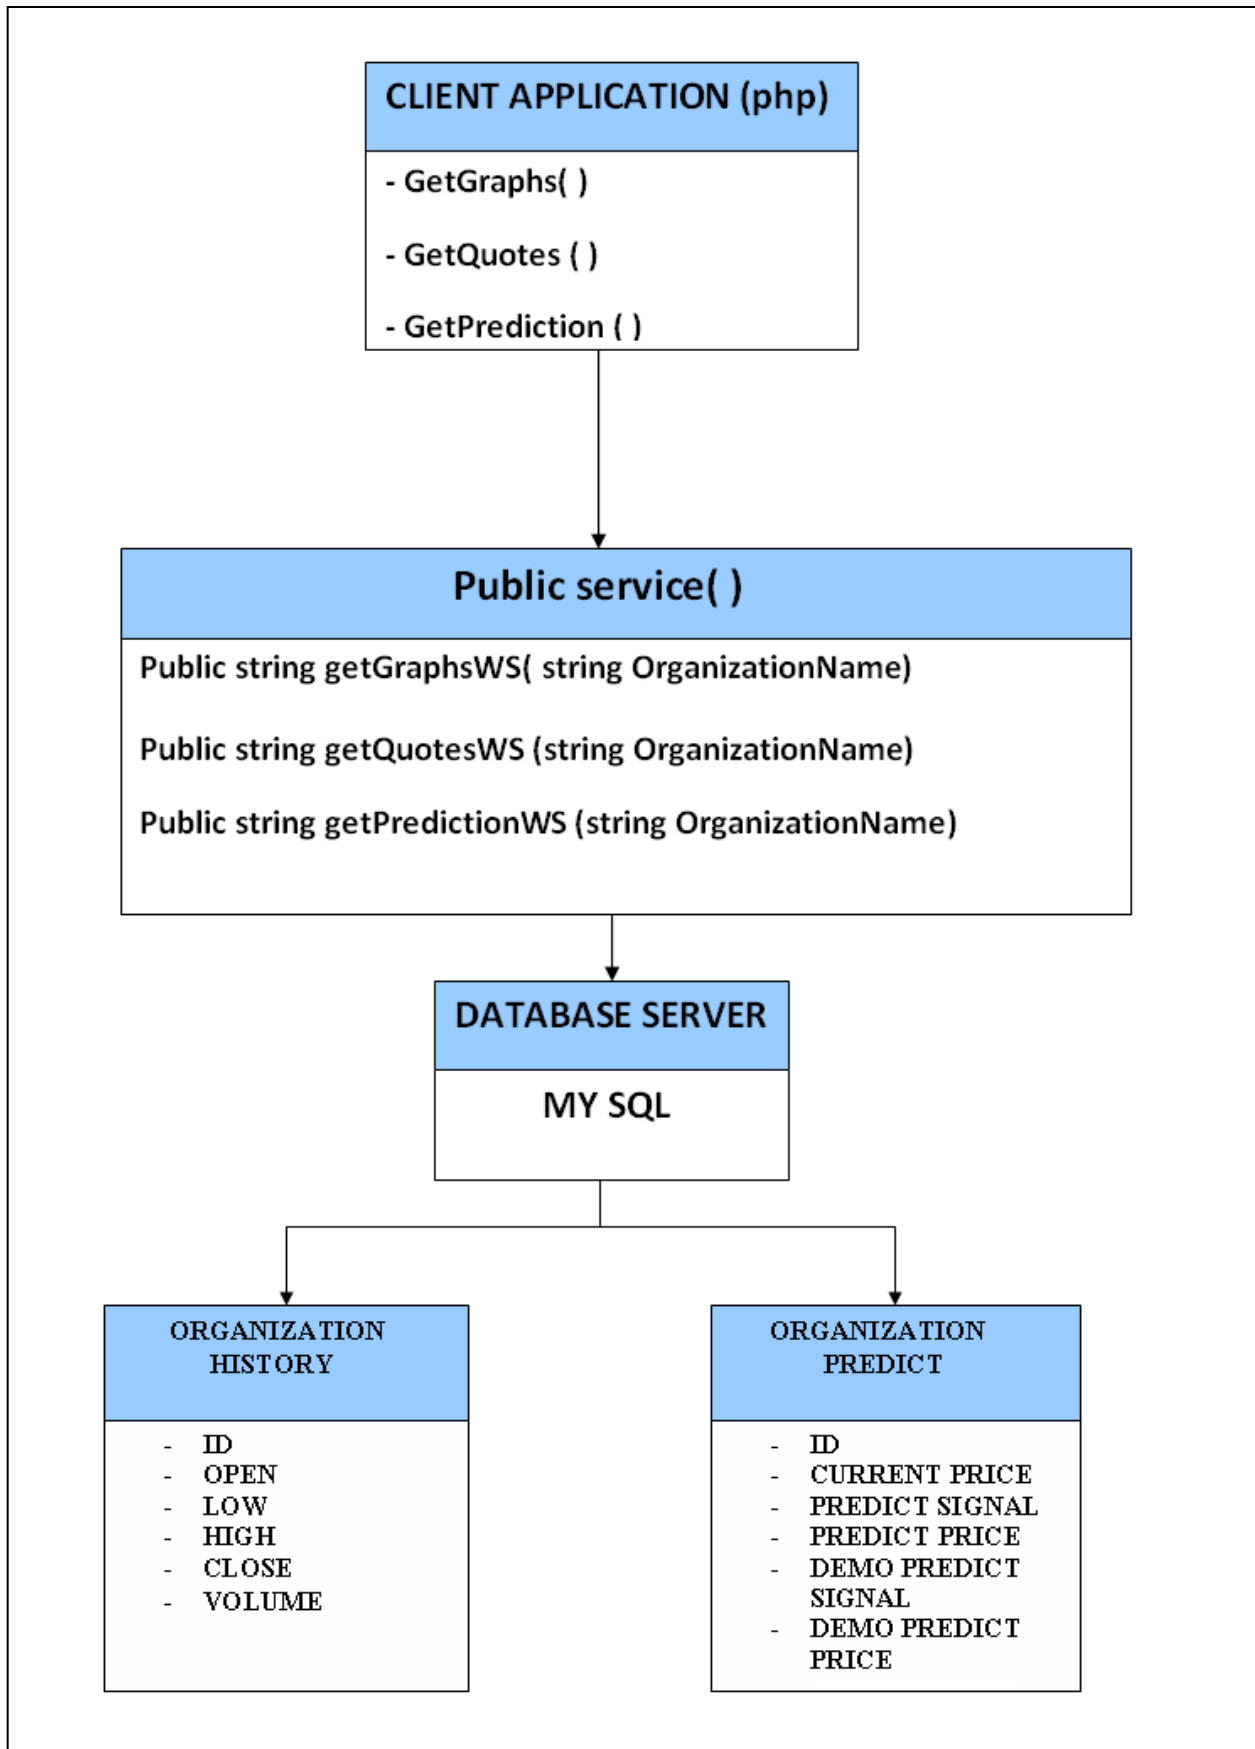 CLIENT APPLICATION (php)
- GetGraphs( )
- GetQuotes ( )
- GetPrediction ( )
Public service( )
Public string getGraphsWS( string OrganizationName)
Public string getQuotesWS (string OrganizationName)
Public string getPredictionWS (string OrganizationName)
DATABASE SERVER
MY SQL
ORGANIZATION
HISTORY
- ID
- OPEN
- LOW
- HIGH
- CLOSE
- VOLUME
ORGANIZATION
PREDICT
- ID
- CURRENT PRICE
- PREDICT SIGNAL
- PREDICT PRICE
- DEMO PREDICT
SIGNAL
- DEMO PREDICT
PRICE